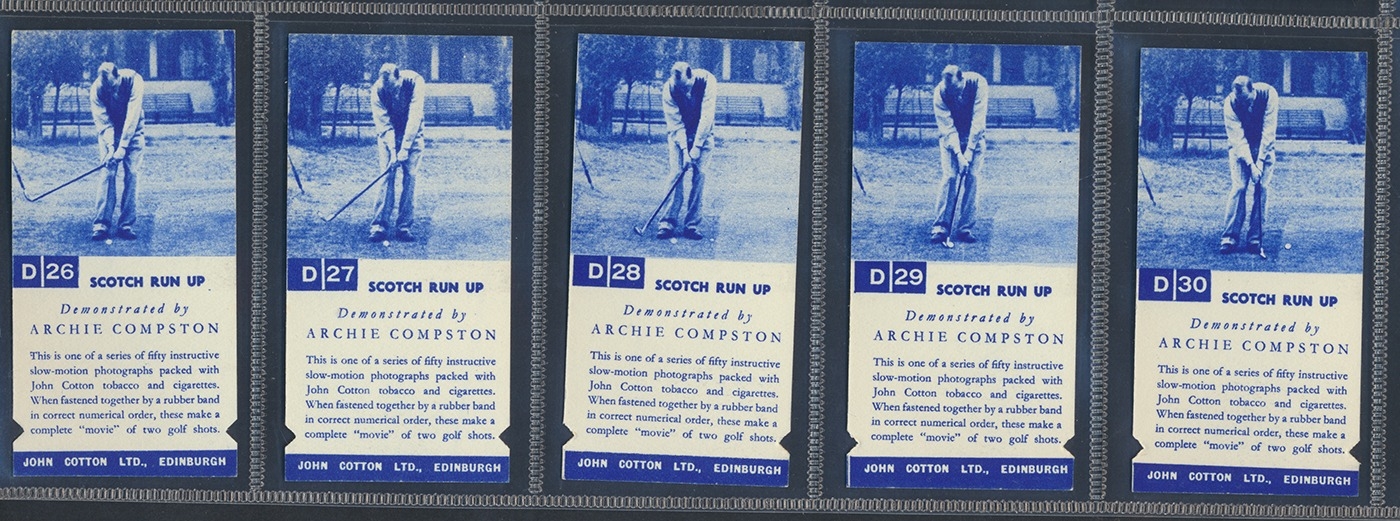 D 26
SCOTCH RUN UP
Demonstrated by
ARCHIE COMPSTON
This is one of a series of fifty instructive
slow-motion photographs packed with
John Cotton tobacco and cigarettes.
When fastened together by a rubber band
in correct numerical order, these make a
complete "movie" of two golf shots.
JOHN COTTON LTD., EDINBURGH
D 27
SCOTCH RUN UP
Demonstrated by
ARCHIE COMPSTON
This is one of a series of fifty instructive
slow-motion photographs packed with
John Cotton tobacco and cigarettes.
When fastened together by a rubber band
in correct numerical order, these make a
complete "movie" of two golf shots.
JOHN COTTON LTD., EDINBURGH
D 28
SCOTCH RUN UP
Demonstrated by
ARCHIE COMPSTON
This is one of a series of fifty instructive
slow-motion photographs packed with
John Cotton tobacco and cigarettes.
When fastened together by a rubber band
in correct numerical order, these make a
complete "movie" of two golf shots.
JOHN COTTON LTD., EDINBURGH
D 29
SCOTCH RUN UP
Demonstrated by
ARCHIE COMPSTON
This is one of a series of fifty instructive
slow-motion photographs packed with
John Cotton tobacco and cigarettes.
When fastened together by a rubber band
in correct numerical order, these make a
complete "movie" of two golf shots.
JOHN COTTON LTD., EDINBURGH
D 30
SCOTCH RUN UP
Demonstrated by
ARCHIE COMPSTON
This is one of a series of fifty instructive
slow-motion photographs packed with
John Cotton tobacco and cigarettes.
When fastened together by a rubber band
in correct numerical order, these make a
complete "movie" of two golf shots.
JOHN COTTON LTD., EDINBURGH